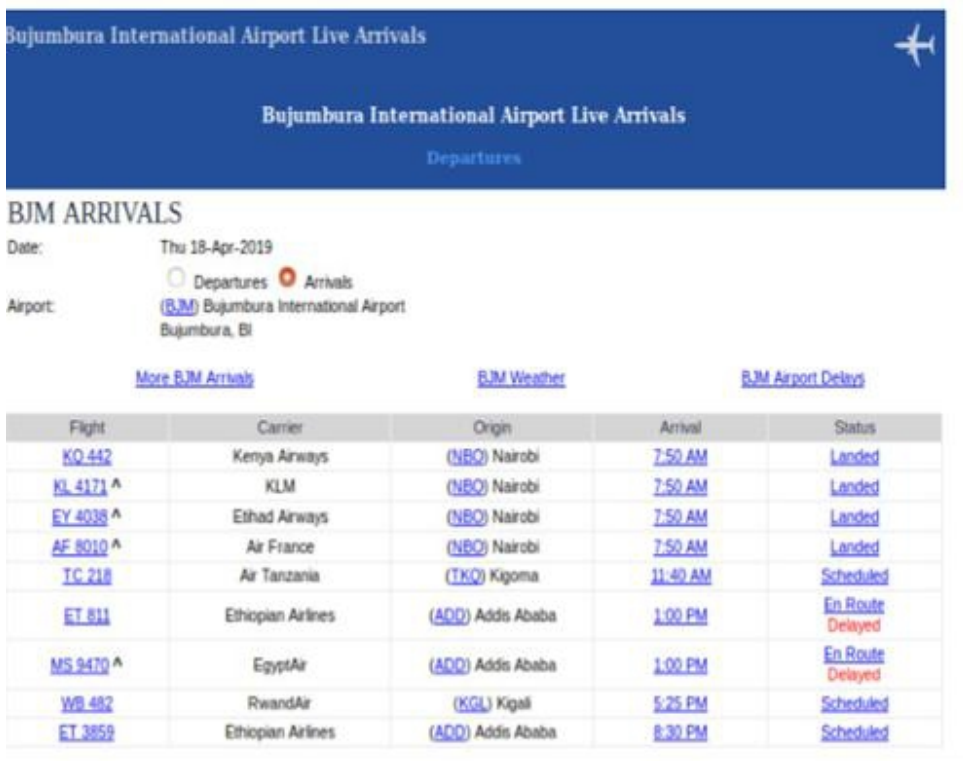 Bujumbura International Airport Live Arrivals
Bujumbura International Airport Live Arrivals
Departures
BJM ARRIVALS
Date: Thu 18-Apr-2019
Departures Arrivals
Airport: (BJM) Bujumbura International Airport
Bujumbura, BI
More BJM Arrivals BJM Weather BJM Airport Delays
Flight Carrier Origin Arrival Status
KQ 442 Kenya Airways (NBO) Nairobi 7:50 AM Landed
KL 4171 ^ KLM (NBO) Nairobi 7:50 AM Landed
EY 4038 ^ Etihad Airways (NBO) Nairobi 7:50 AM Landed
AF 8010 ^ Air France (NBO) Nairobi 7:50 AM Landed
TC 218 Air Tanzania (TKQ) Kigoma 11:40 AM Scheduled
ET 811 Ethiopian Airlines (ADD) Addis Ababa 1:00 PM En Route
Delayed
MS 9470 ^ EgyptAir (ADD) Addis Ababa 1:00 PM En Route
Delayed
WB 482 RwandAir (KGL) Kigali 5:25 PM Scheduled
ET 3859 Ethiopian Airlines (ADD) Addis Ababa 8:30 PM Scheduled